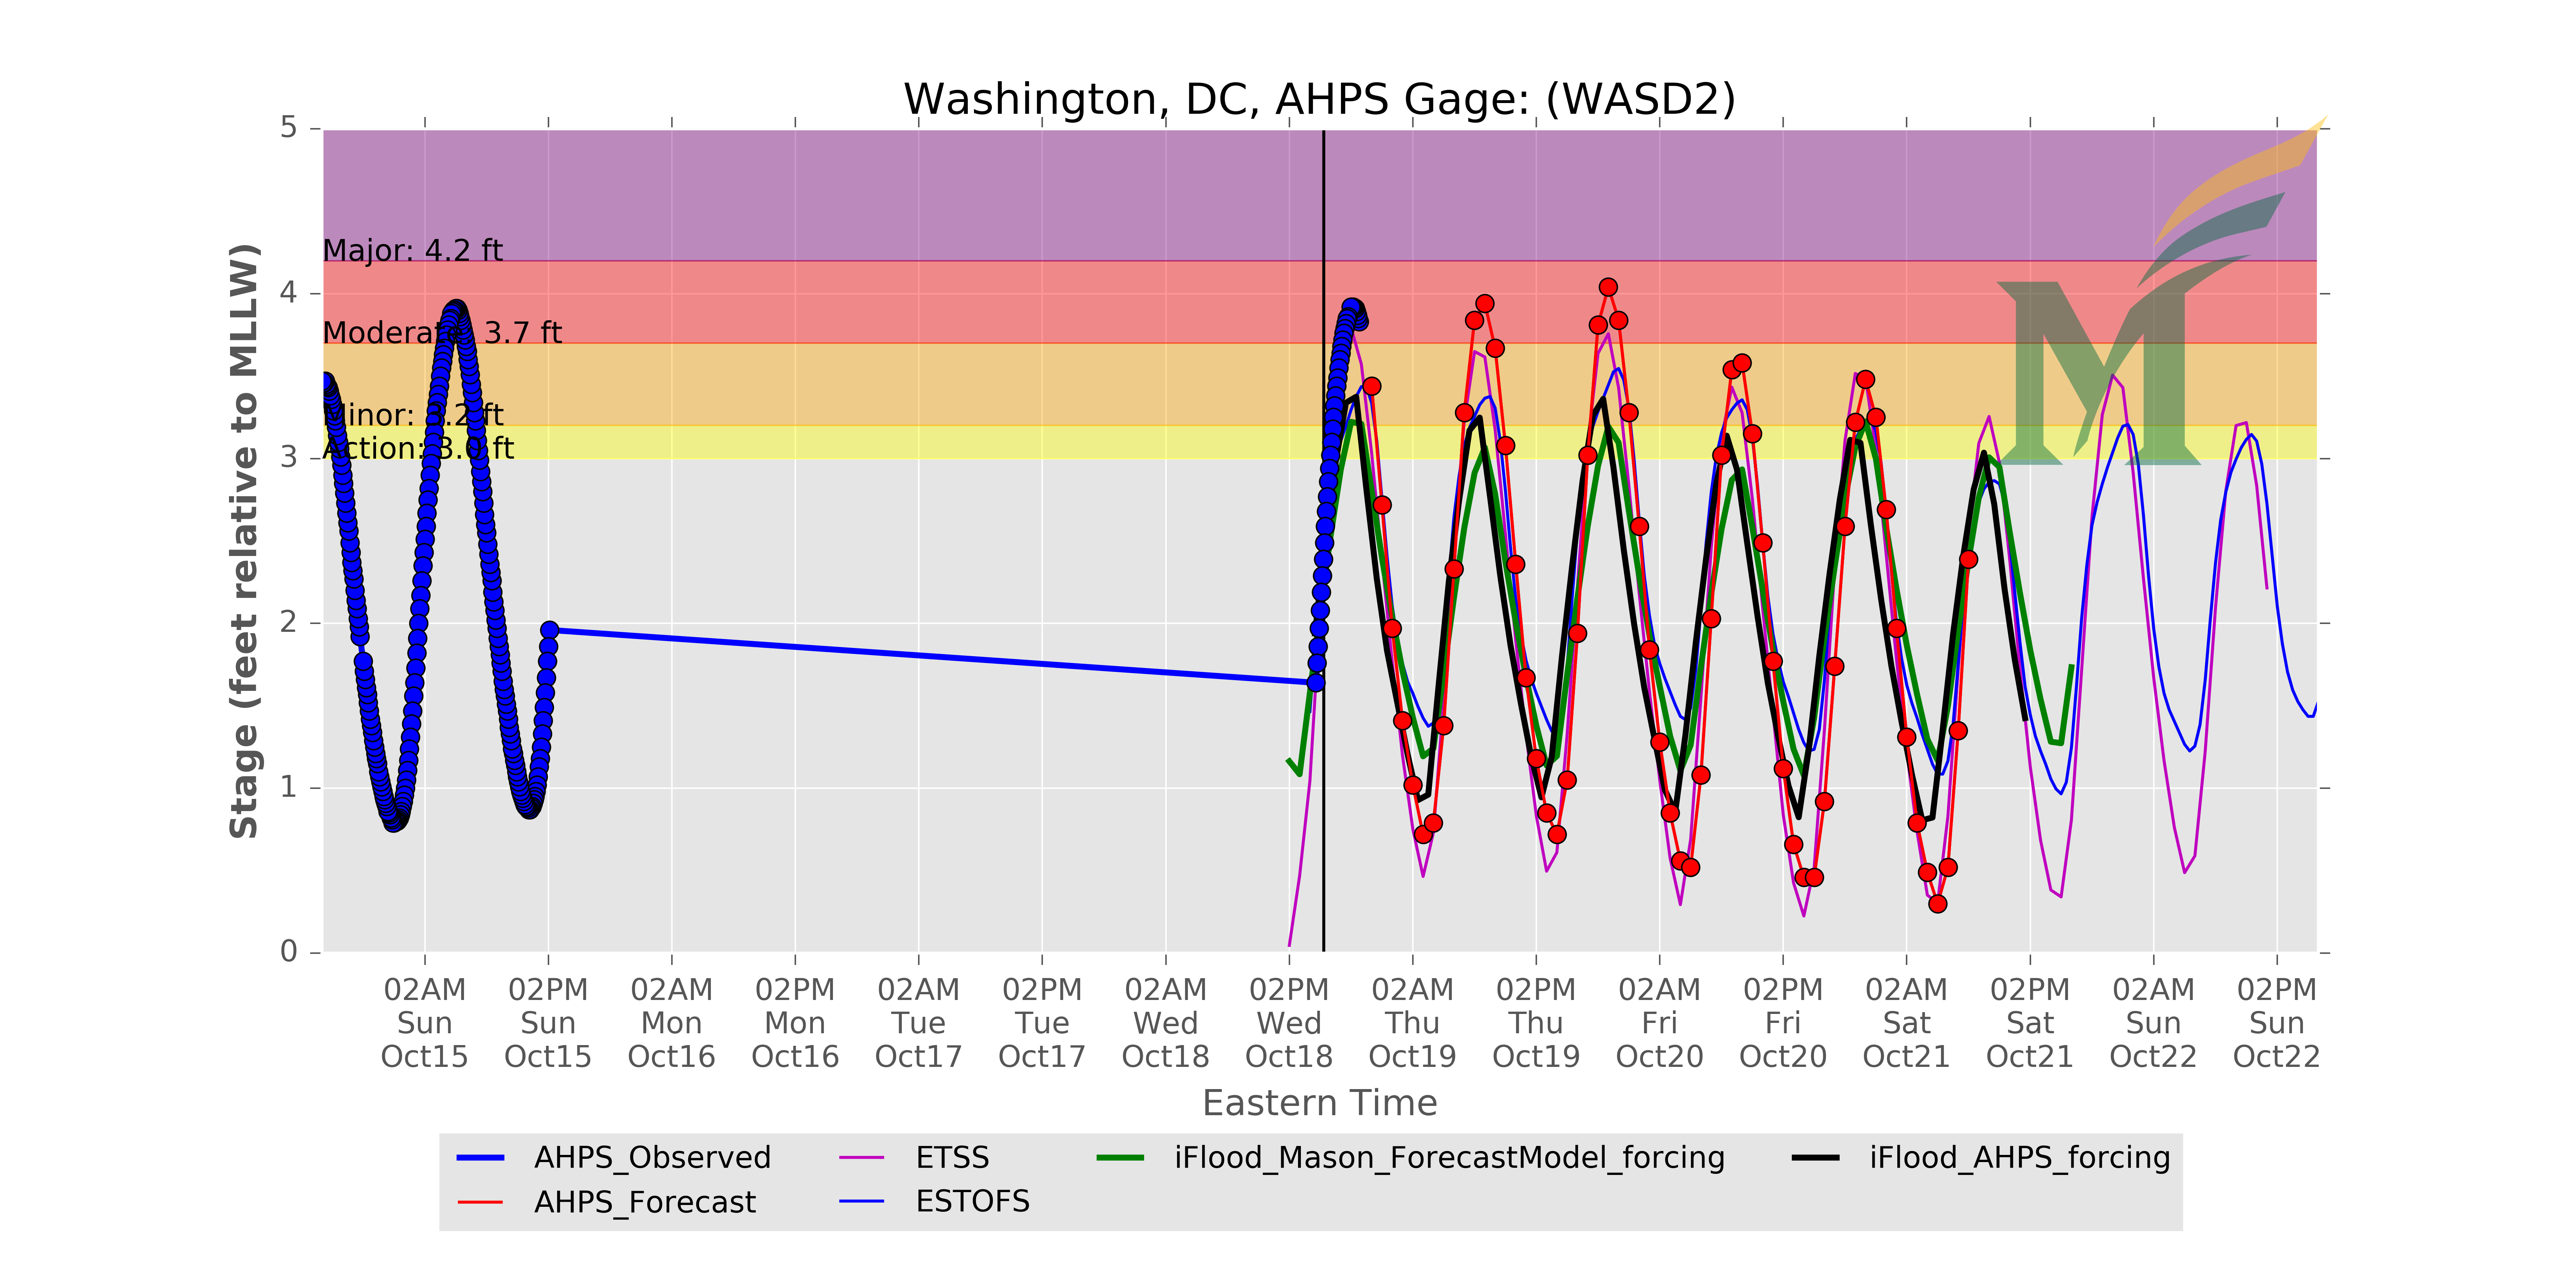 Washington, DC, AHPS Gage: (WASD2)
Stage (feet relative to MLLW)
5
4
3
2
1
0
Major: 4.2 ft
Moderate: 3.7 ft
Minor: 3.2 ft
Action: 3.0 ft
M
02AM 02PM 02AM 02PM 02AM 02PM 02AM 02PM 02AM 02PM 02AM 02PM 02AM 02PM 02AM 02PM
Sun Sun Mon Mon Tue Tue Wed Wed Thu Thu Fri Fri Sat Sat Sun Sun
Oct15 Oct15 Oct16 Oct16 Oct17 Oct17 Oct18 Oct18 Oct19 Oct19 Oct20 Oct20 Oct21 Oct21 Oct22 Oct22
Eastern Time
AHPS_Observed ETSS iFlood_Mason_ForecastModel_forcing iFlood_AHPS_forcing
AHPS_Forecast ESTOFS